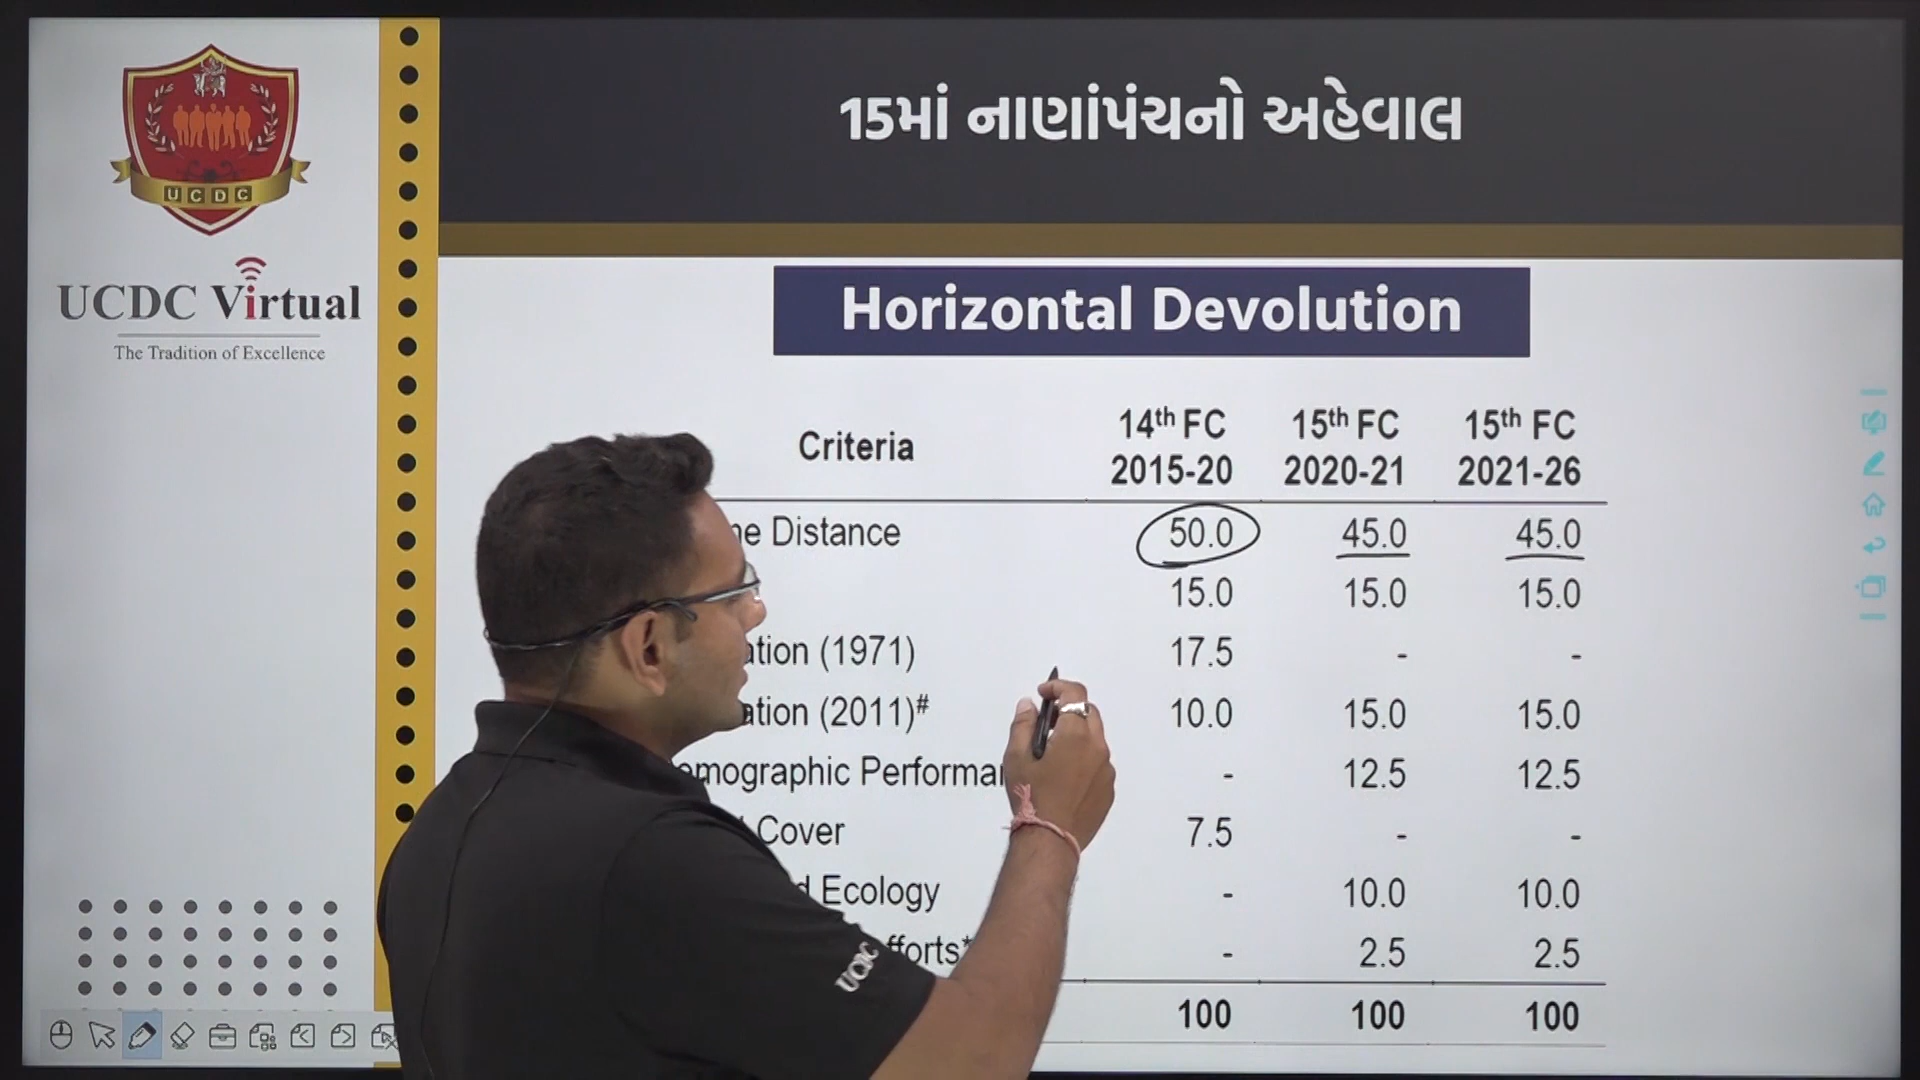 15માં નાણાંપંચનો અહેવાલ
UCDC
UCDC Virtual
The Tradition of Excellence
Horizontal Devolution
Criteria
14th FC 2015-20
15th FC 2020-21
15th FC 2021-26
Distance 50.0 45.0 45.0
15.0 15.0 15.0
(1971) 17.5 - -
(2011)# 10.0 15.0 15.0
- 12.5 12.5
Cover 7.5 - -
Ecology - 10.0 10.0
- 2.5 2.5
100 100 100
UCDC